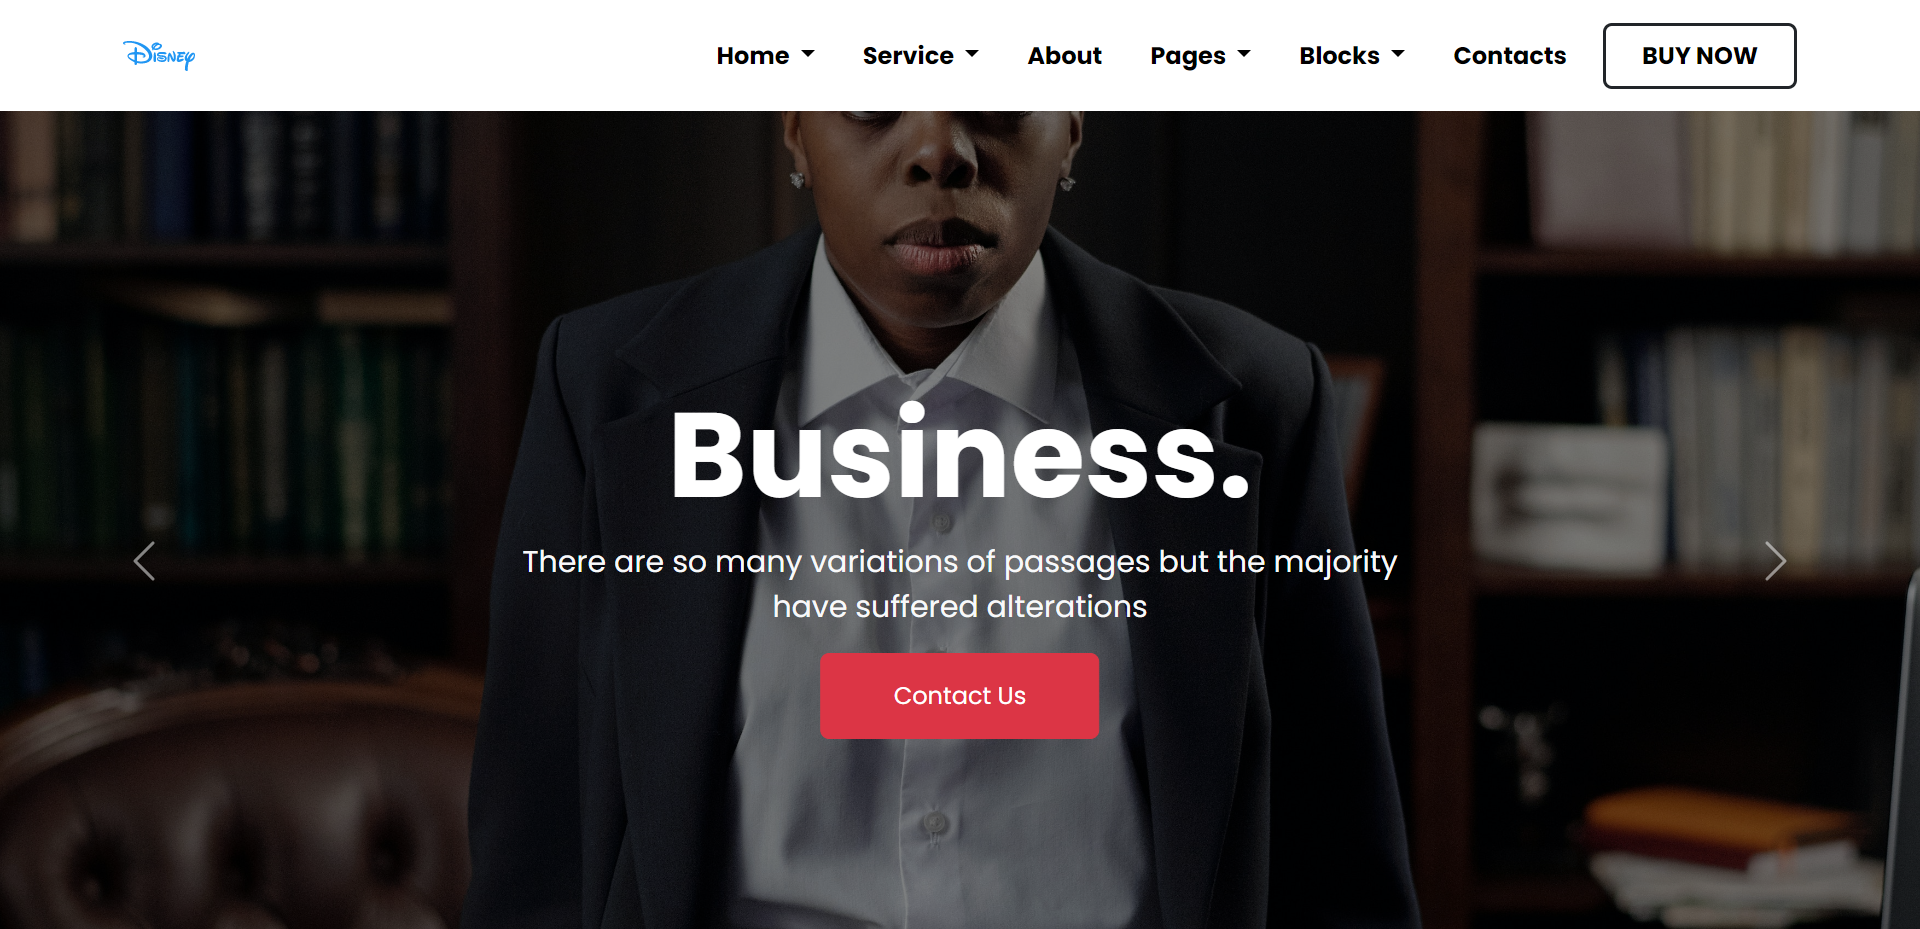 Disney
Home
Service
About
Pages
Blocks
Contacts
BUY NOW
Business.
There are so many variations of passages but the majority
have suffered alterations
Contact Us